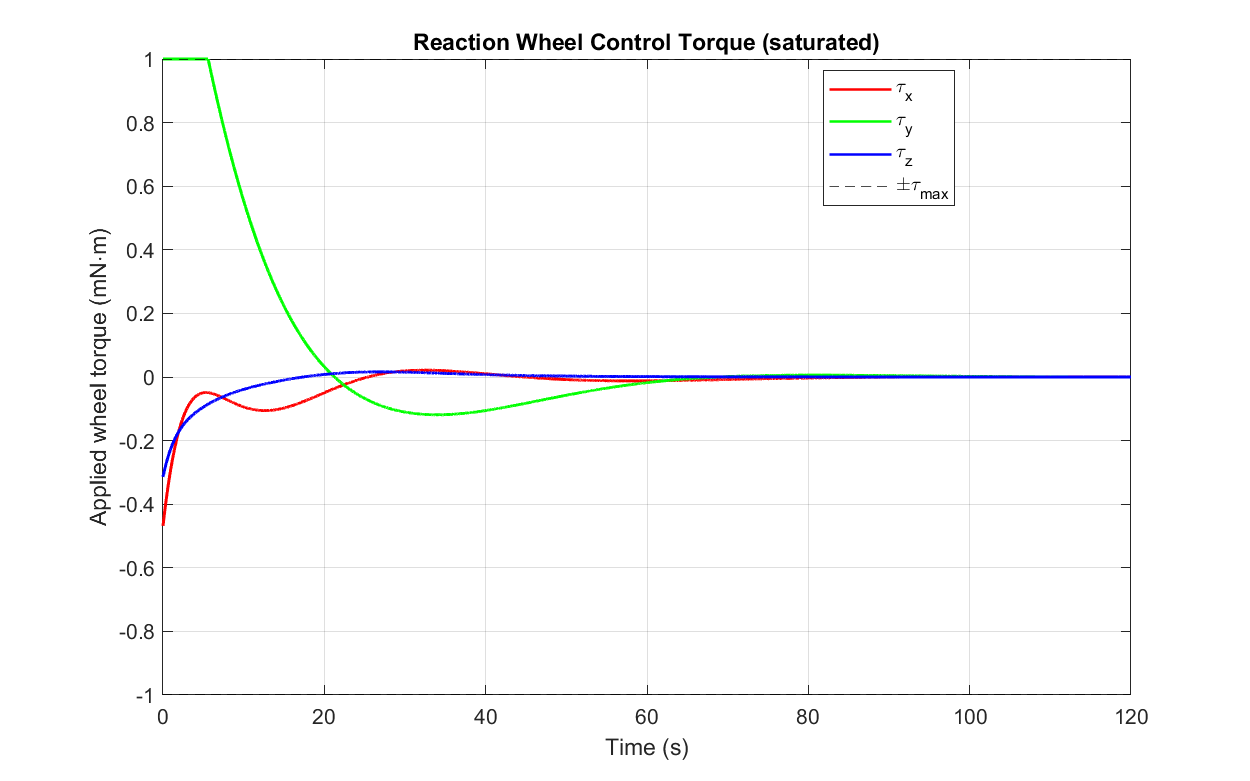 Reaction Wheel Control Torque (saturated)
1
0.8
0.6
0.4
0.2
0
-0.2
-0.4
-0.6
-0.8
-1
Applied wheel torque (mN·m)
τx
τy
τz
±τmax
0 20 40 60 80 100 120
Time (s)